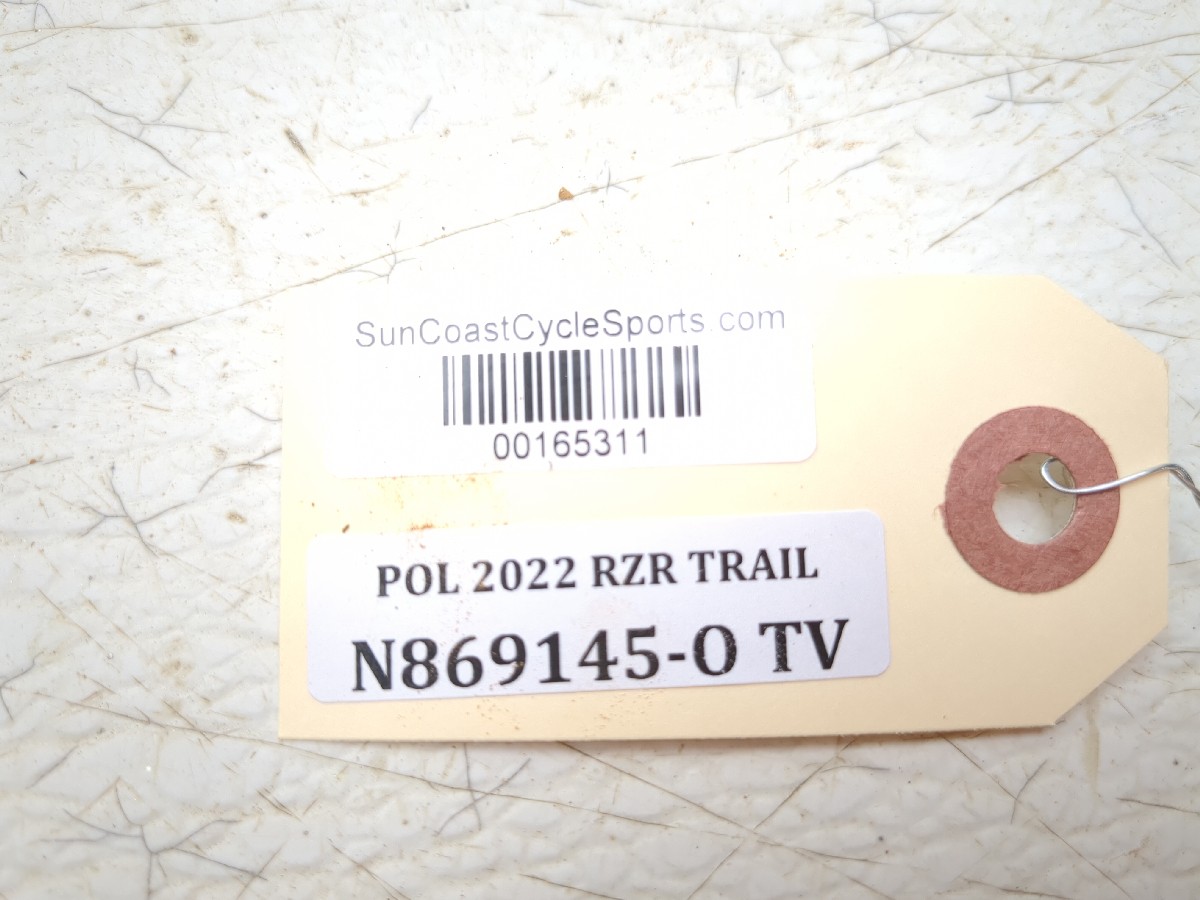 SunCoastCycleSports.com
00165311
POL 2022 RZR TRAIL
N869145-O TV